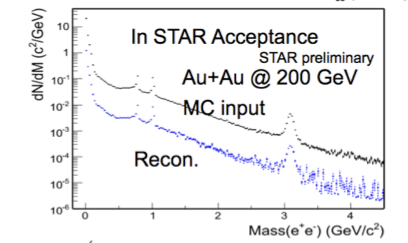 dN/dM (c²/GeV)
10
1
10⁻¹
10⁻²
10⁻³
10⁻⁴
10⁻⁵
10⁻⁶
In STAR Acceptance
STAR preliminary
Au+Au @ 200 GeV
MC input
Recon.
0 1 2 3 4
Mass(e⁺e⁻) (GeV/c²)